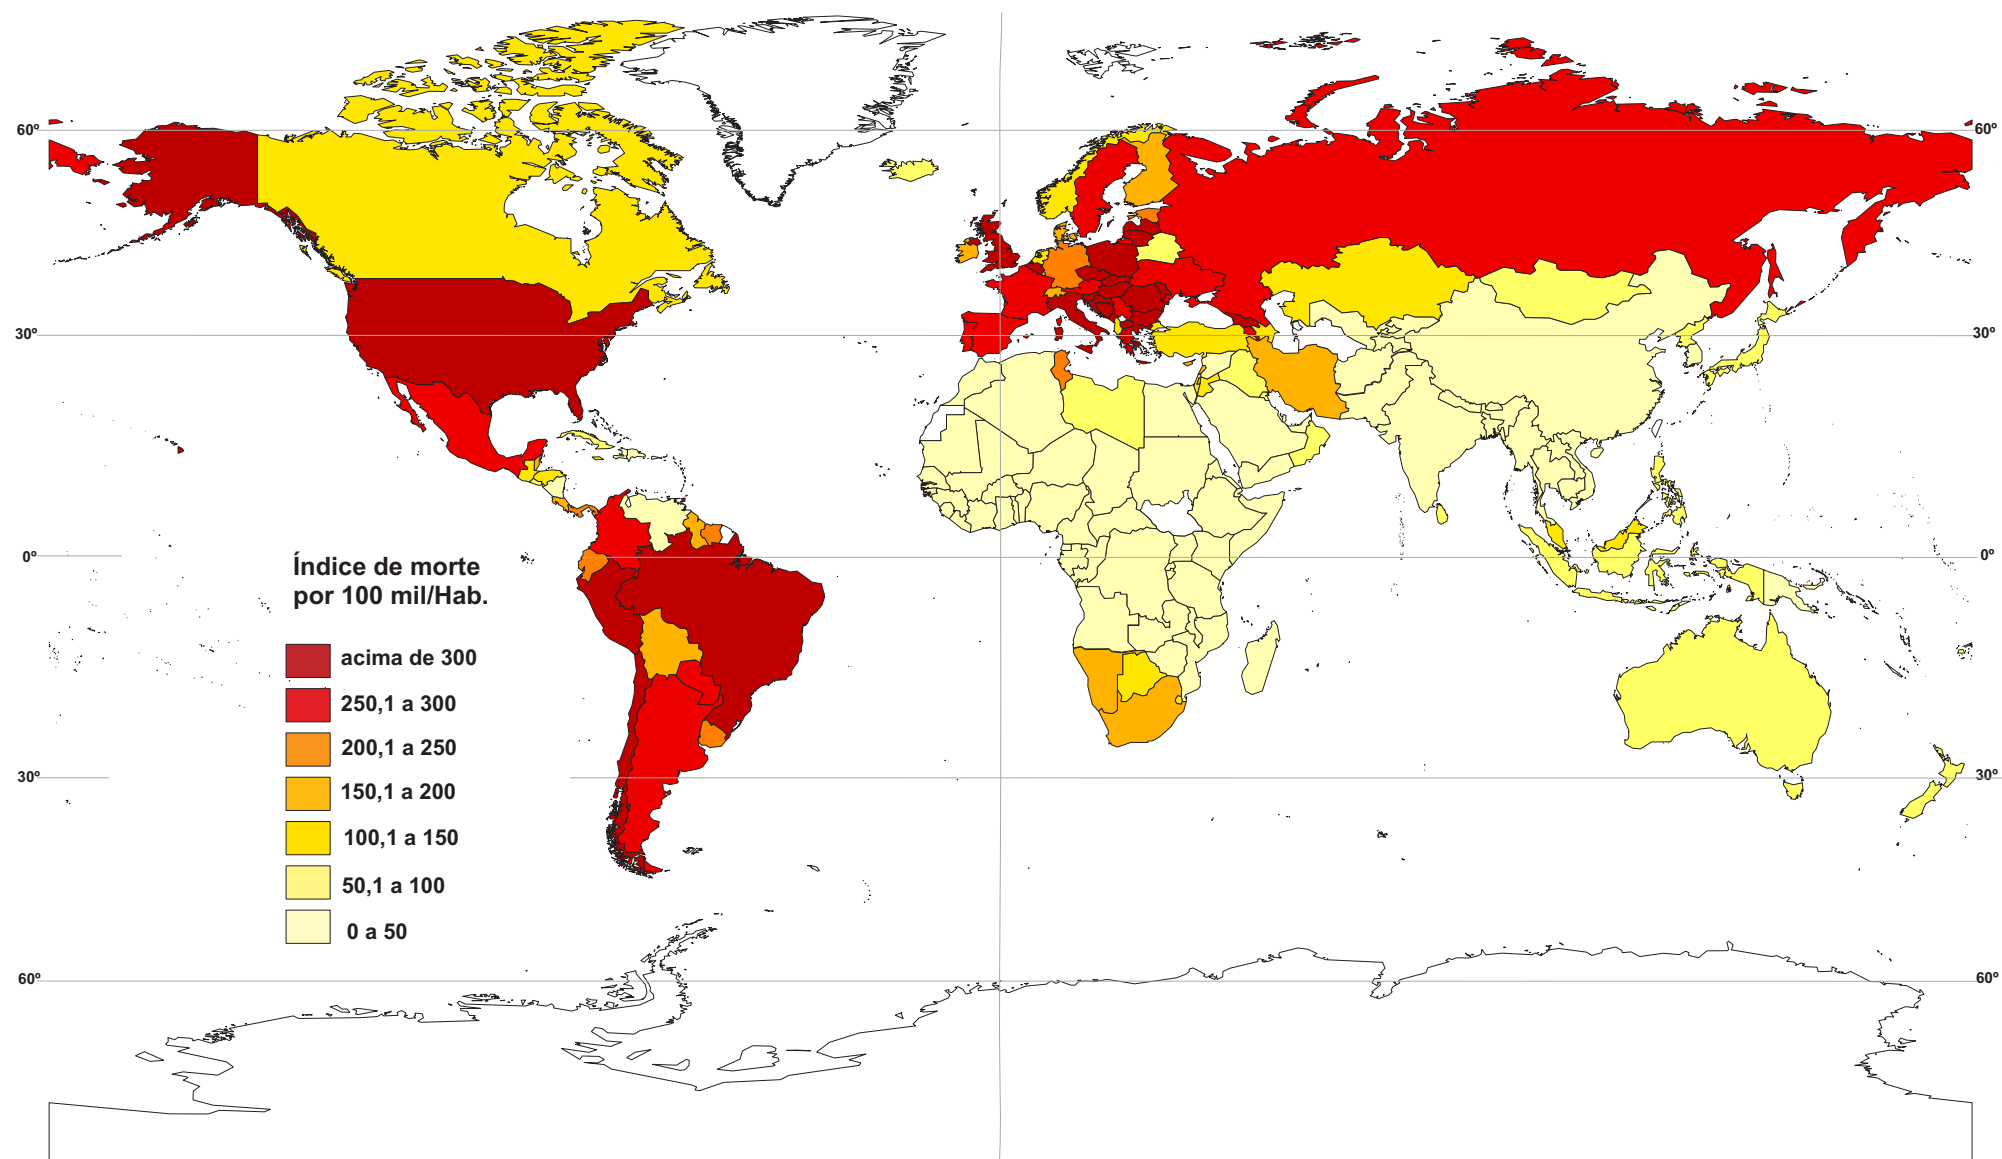 60º
60º
30º
30º
0º
0º
Índice de morte
por 100 mil/Hab.
acima de 300
250,1 a 300
200,1 a 250
150,1 a 200
100,1 a 150
50,1 a 100
0 a 50
30º
30º
60º
60º